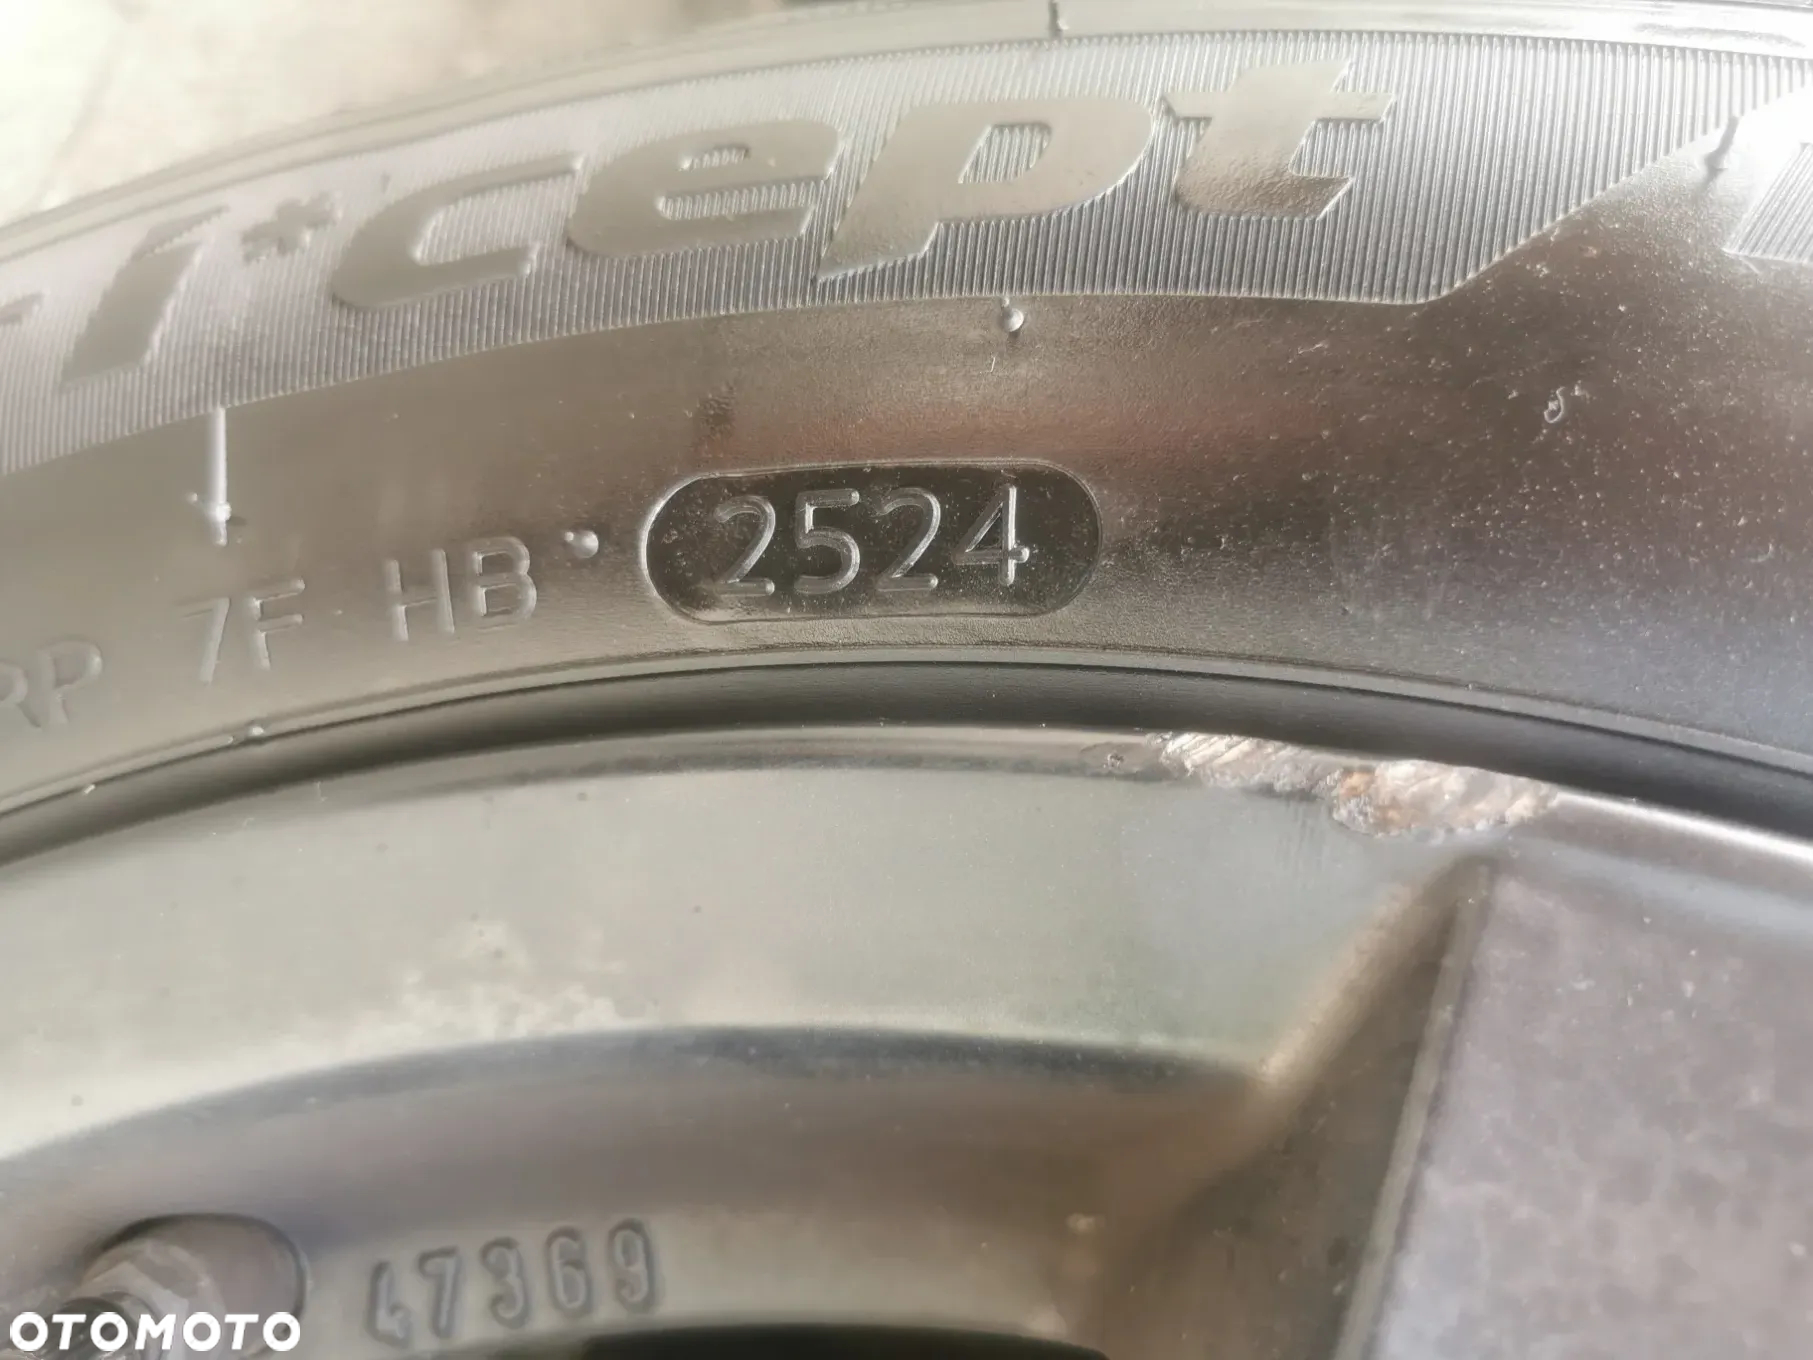 i*cept
RP 7F HB 2524
47369
OTOMOTO